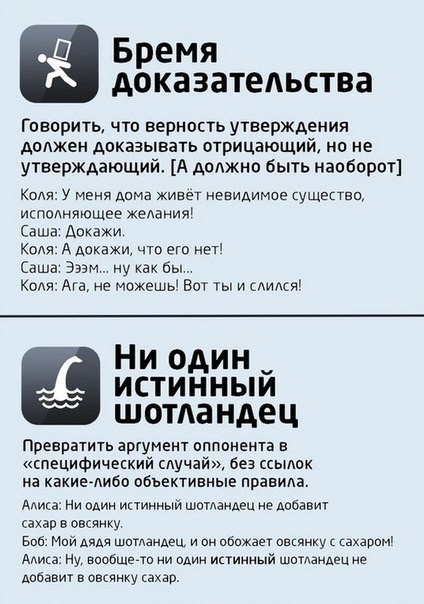 Бремя
доказательства
Говорить, что верность утверждения
должен доказывать отрицающий, но не
утверждающий. [А должно быть наоборот]
Коля: У меня дома живёт невидимое существо,
исполняющее желания!
Саша: Докажи.
Коля: А докажи, что его нет!
Саша: Эээм... ну как бы...
Коля: Ага, не можешь! Вот ты и слился!
Ни один
истинный
шотландец
Превратить аргумент оппонента в
«специфический случай», без ссылок
на какие-либо объективные правила.
Алиса: Ни один истинный шотландец не добавит
сахар в овсянку.
Боб: Мой дядя шотландец, и он обожает овсянку с сахаром!
Алиса: Ну, вообще-то ни один истинный шотландец не
добавит в овсянку сахар.